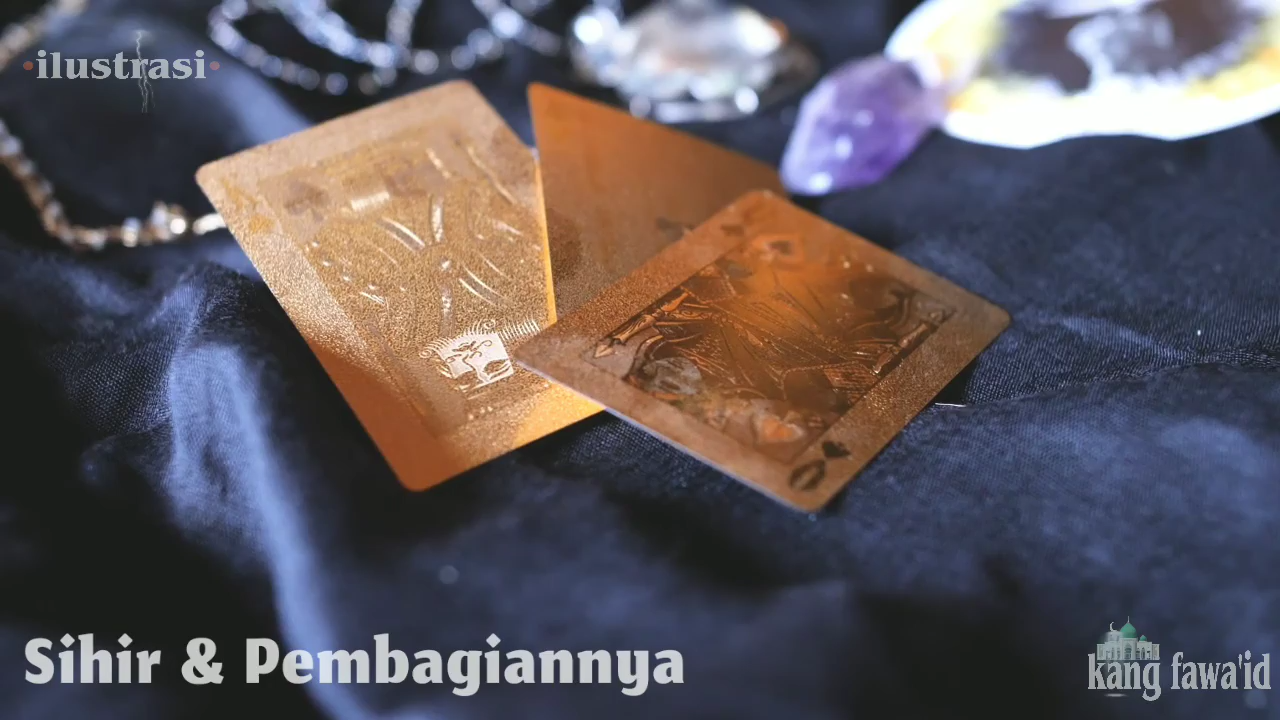 •ilustrasi•
Q
Sihir & Pembagiannya
kang fawa'id